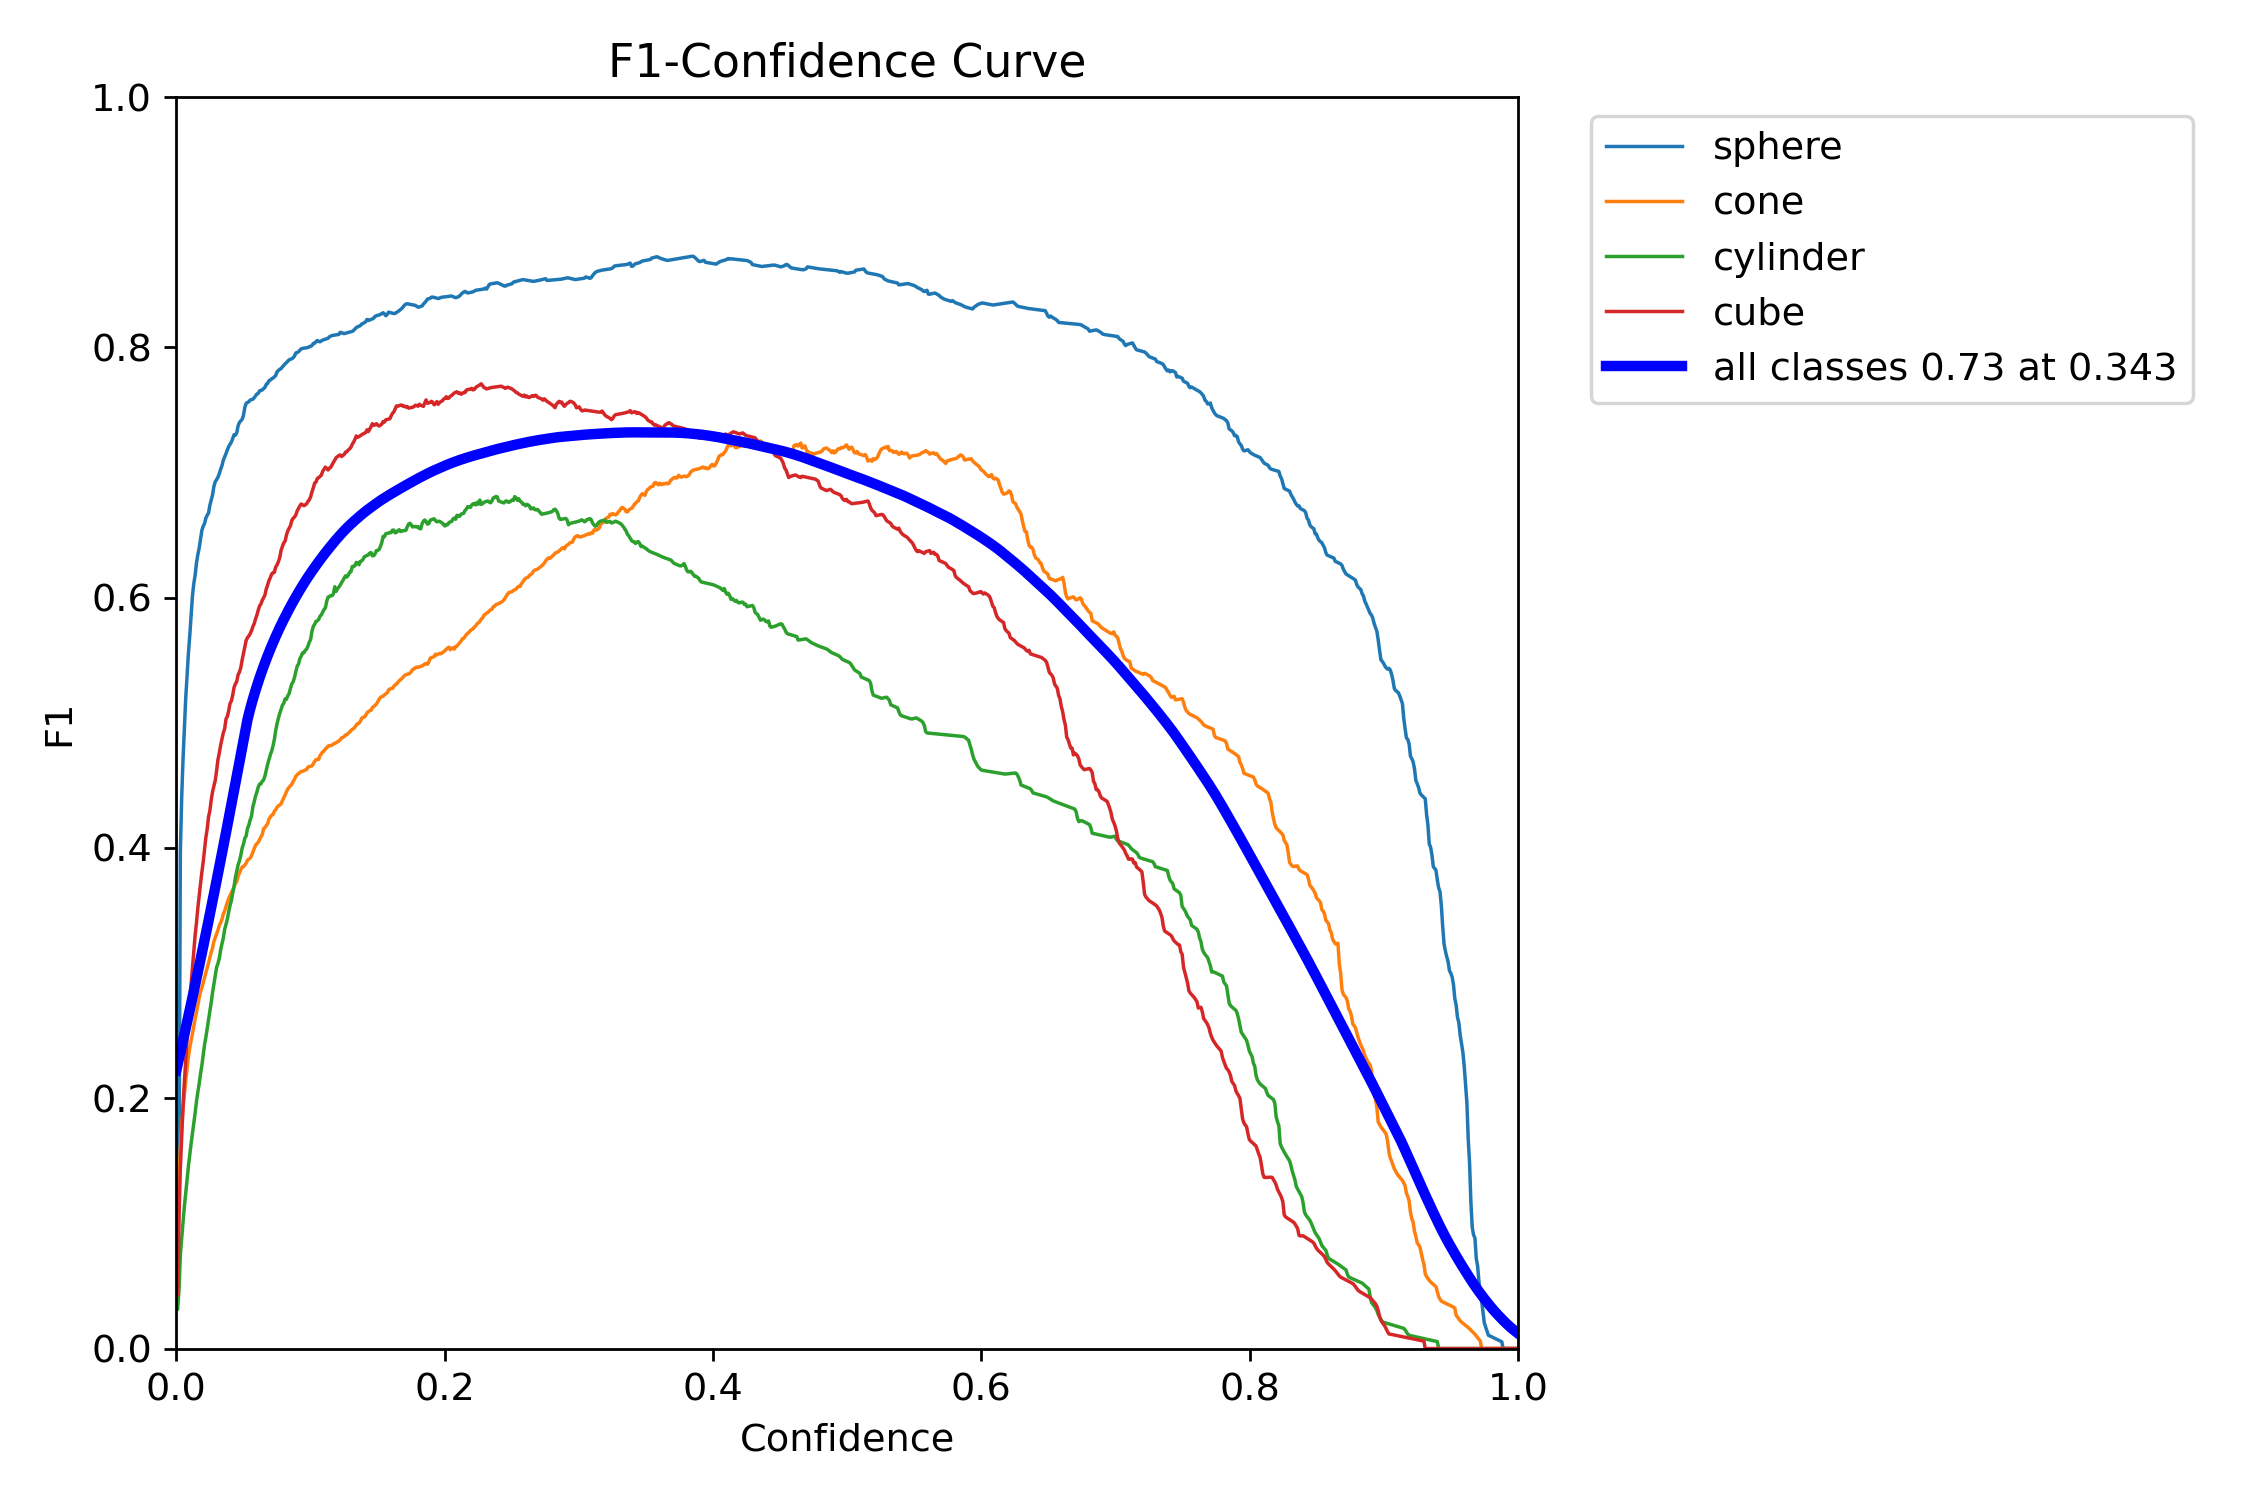 F1-Confidence Curve
1.0
0.8
0.6
0.4
0.2
0.0
F1
0.0 0.2 0.4 0.6 0.8 1.0
Confidence
sphere
cone
cylinder
cube
all classes 0.73 at 0.343